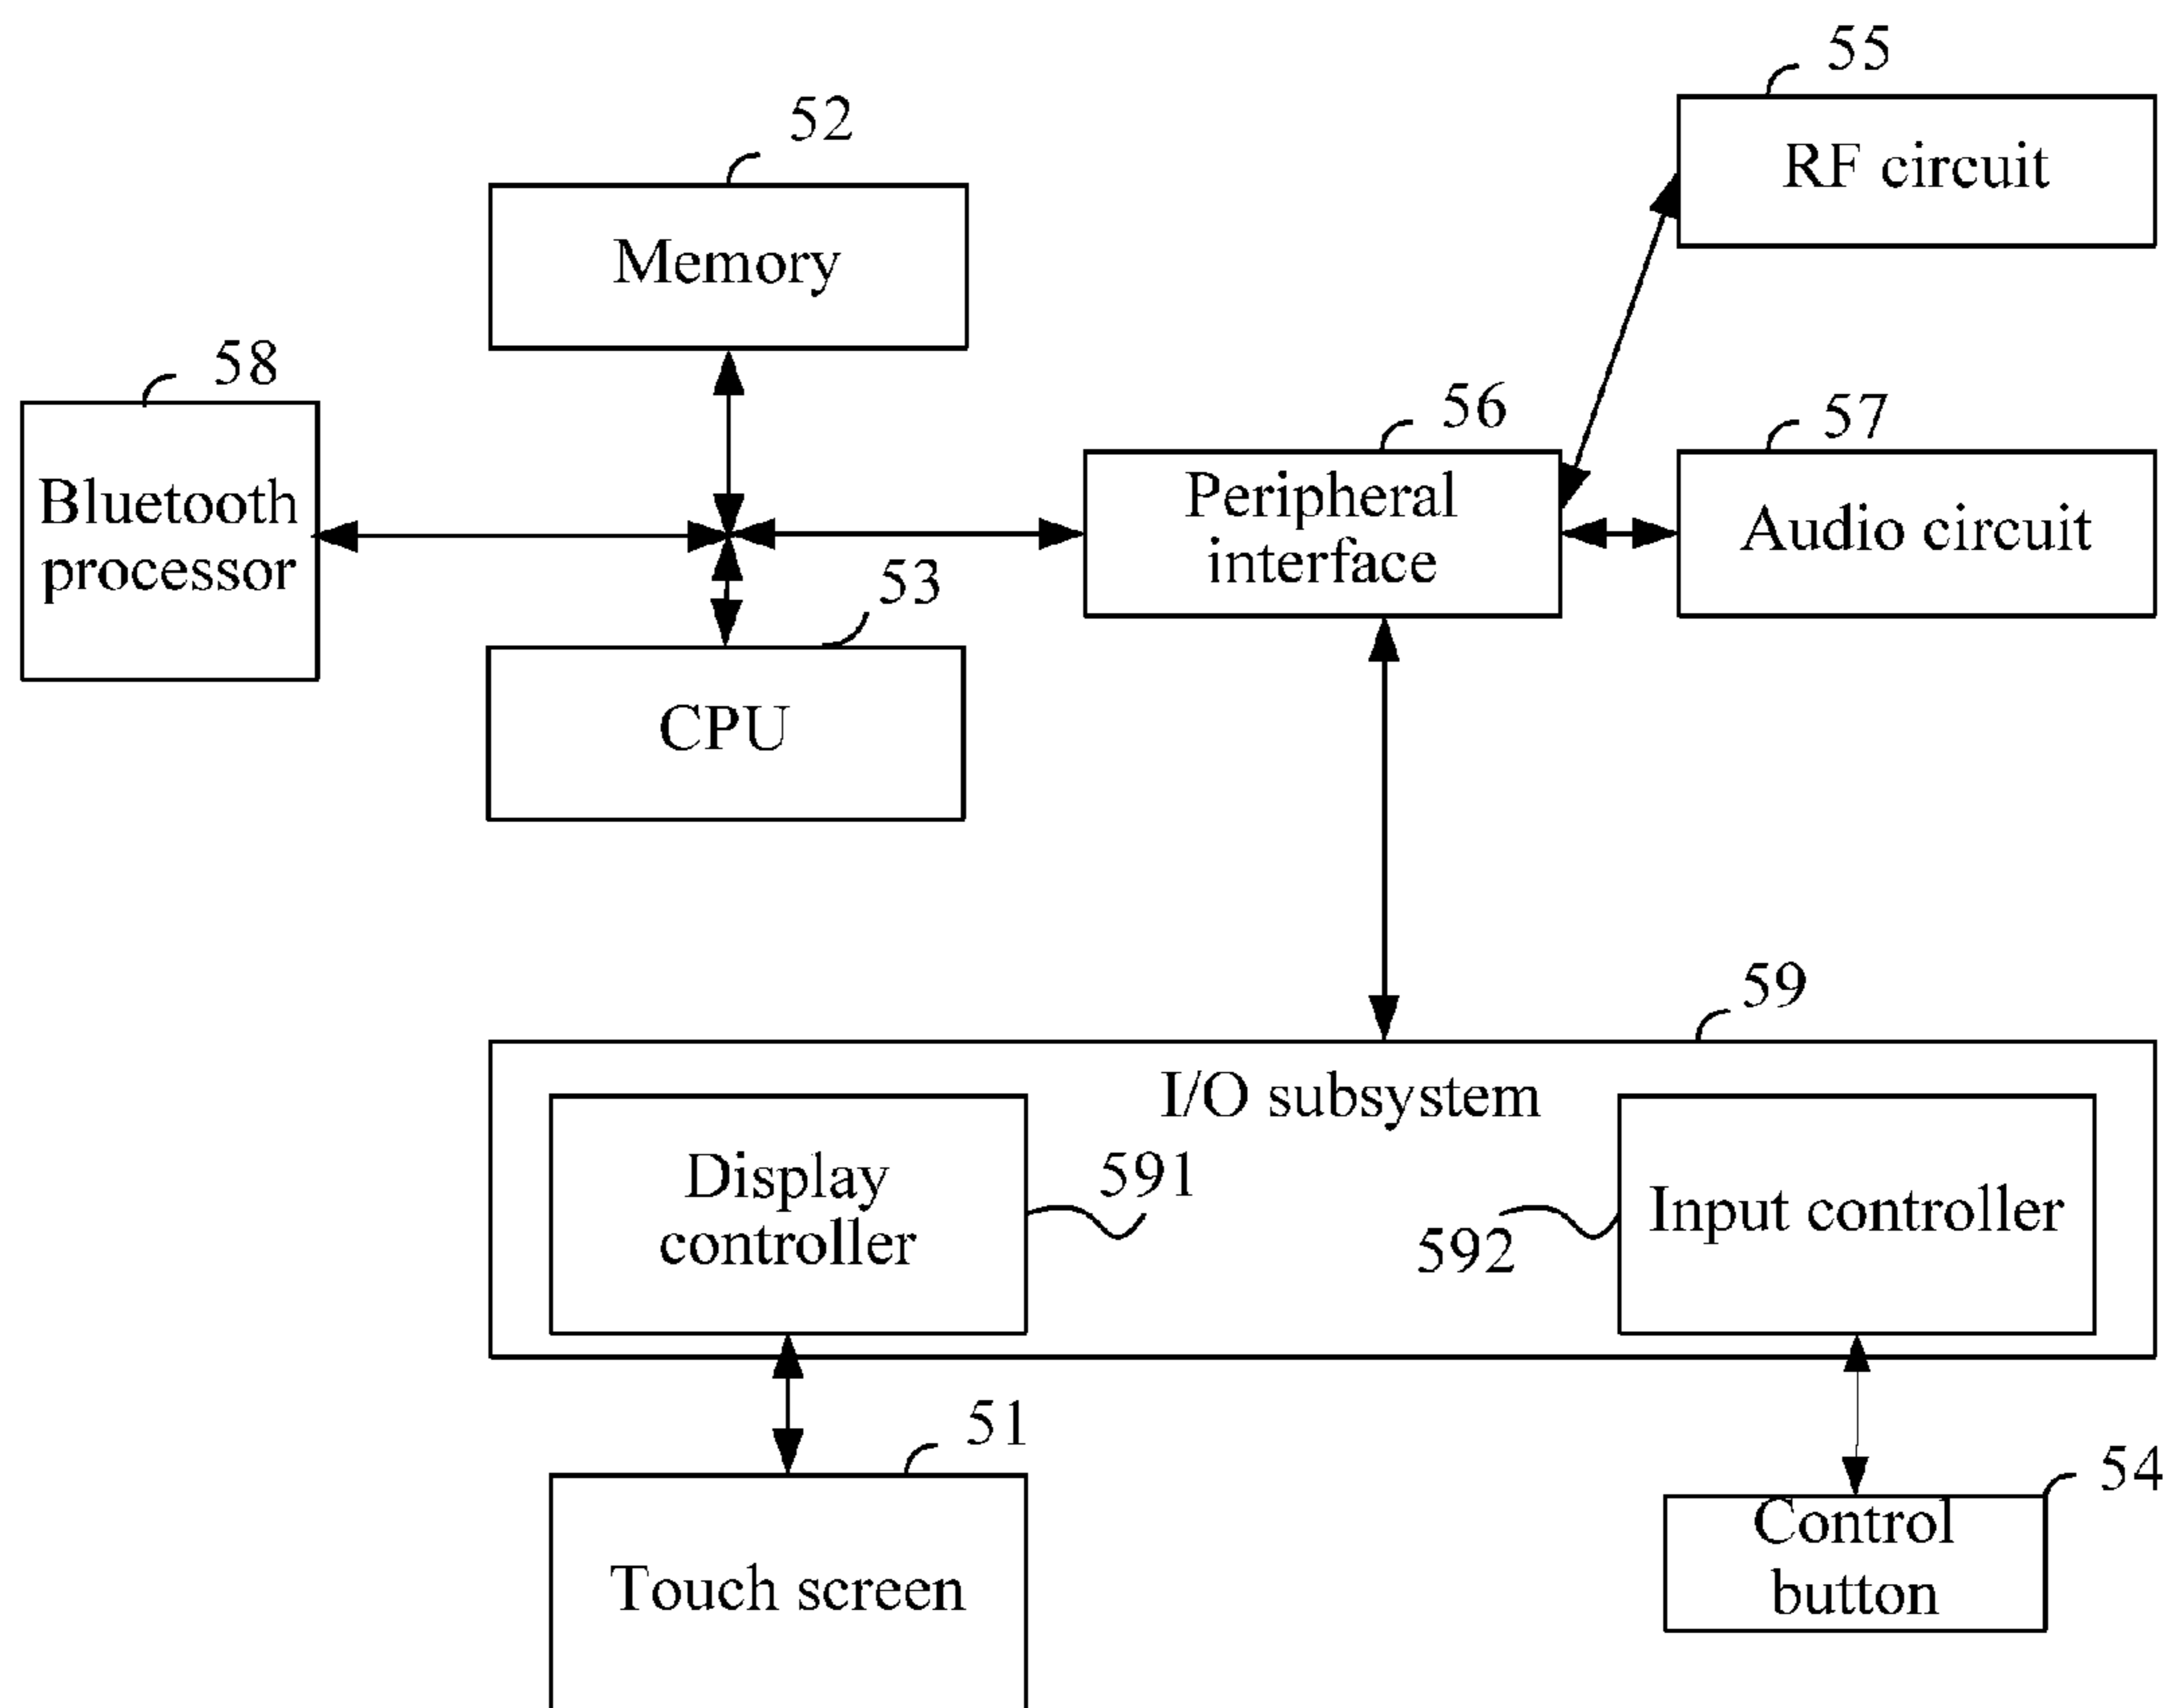 55
RF circuit
52
Memory
58
Bluetooth
processor
56
Peripheral
interface
57
Audio circuit
53
CPU
59
I/O subsystem
Display
controller
591
592
Input controller
51
Touch screen
54
Control
button